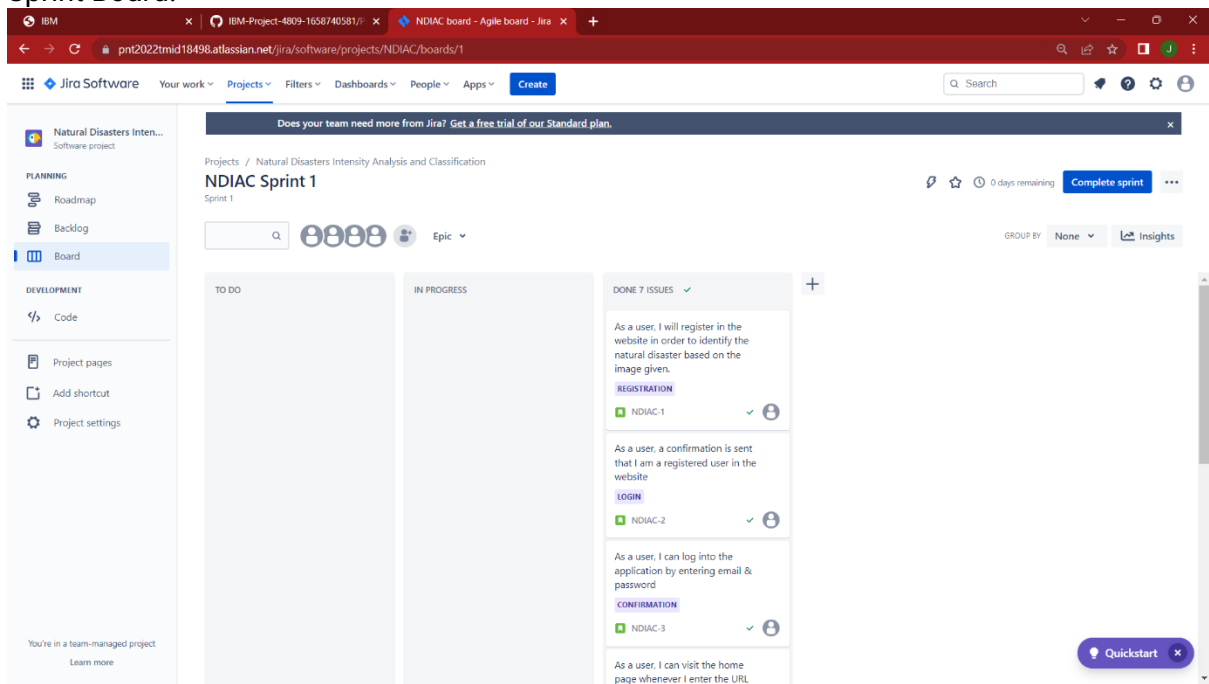 Sprint Board:
IBM
IBM-Project-4809-1658740581/P
NDIAC board - Agile board - Jira
pnt2022tmid18498.atlassian.net/jira/software/projects/NDIAC/boards/1
J
Jira Software
Your work
Projects
Filters
Dashboards
People
Apps
Create
Search
Natural Disasters Inten...
Software project
Does your team need more from Jira? Get a free trial of our Standard plan.
Projects / Natural Disasters Intensity Analysis and Classification
NDIAC Sprint 1
Sprint 1
0 days remaining
Complete sprint
PLANNING
Roadmap
Backlog
Board
DEVELOPMENT
Code
Project pages
Add shortcut
Project settings
Epic
GROUP BY
None
Insights
TO DO
IN PROGRESS
DONE 7 ISSUES
As a user, I will register in the
website in order to identify the
natural disaster based on the
image given.
REGISTRATION
NDIAC-1
As a user, a confirmation is sent
that I am a registered user in the
website
LOGIN
NDIAC-2
As a user, I can log into the
application by entering email &
password
CONFIRMATION
NDIAC-3
As a user, I can visit the home
page whenever I enter the URL
You're in a team-managed project
Learn more
Quickstart